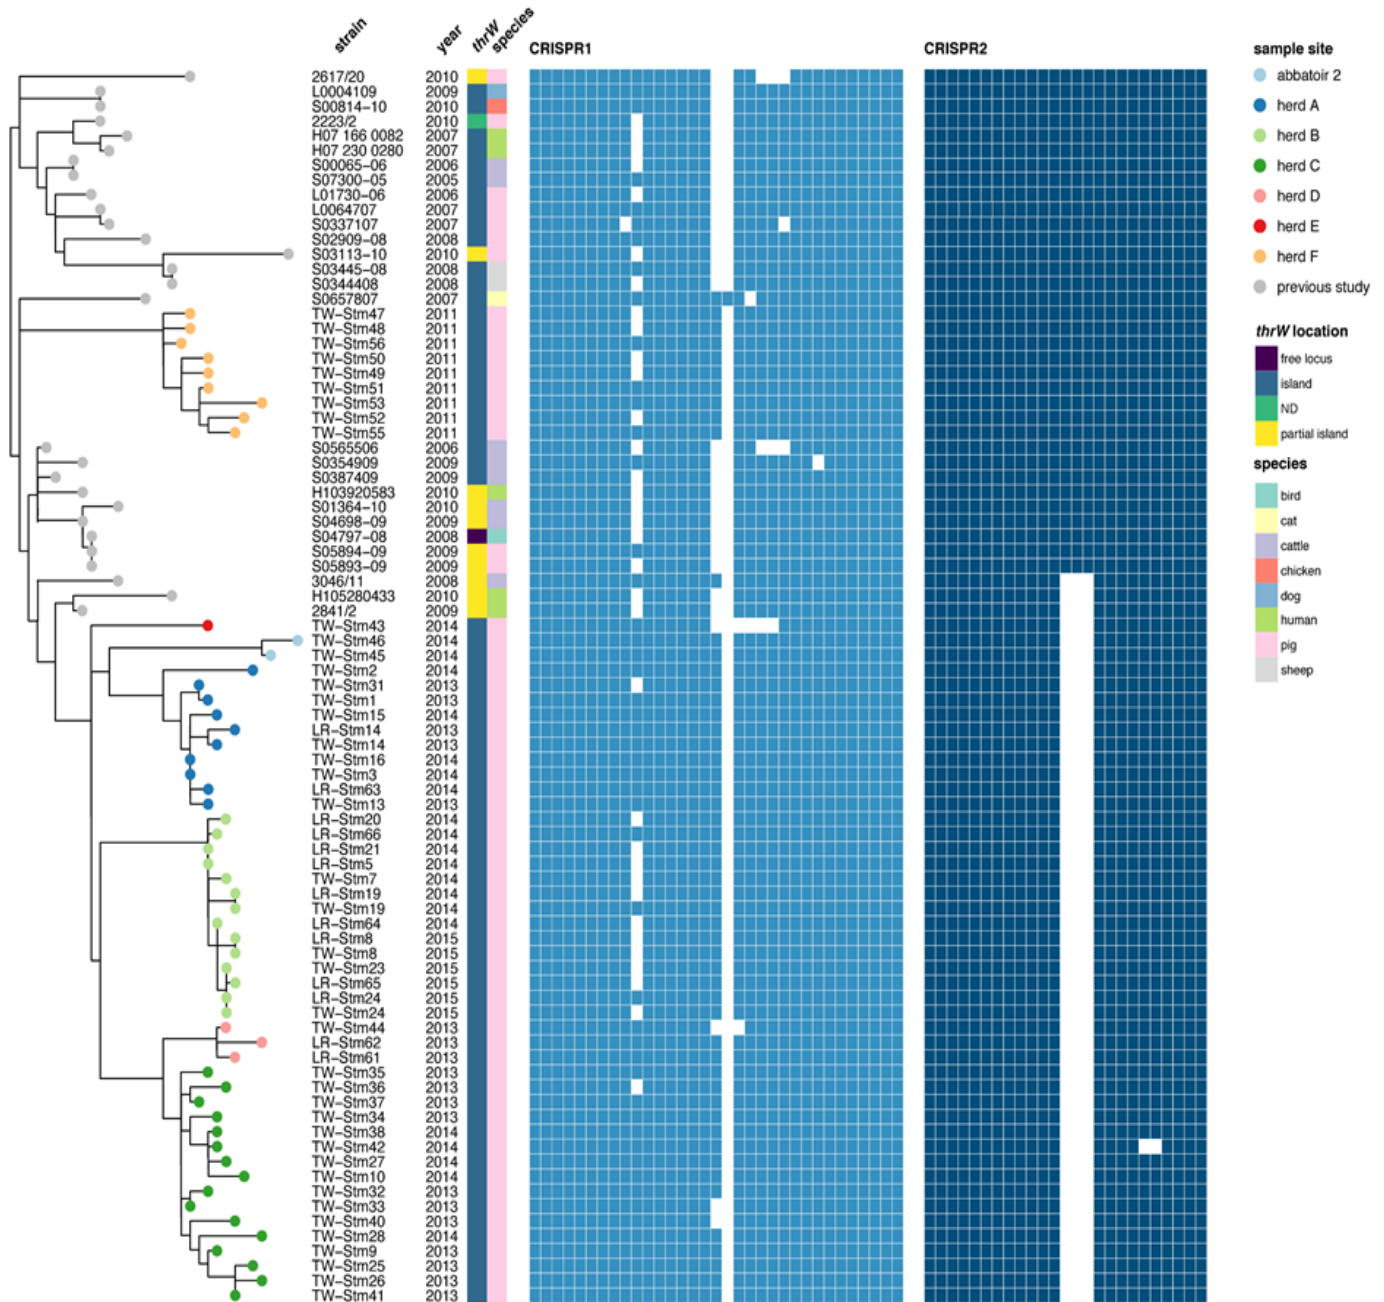 strain year thrW species CRISPR1 CRISPR2 sample site
2617/20 2010
L0004109 2009
S00814-10 2010
2223/2 2010
H07 166 0082 2007
H07 230 0280 2007
S00065-06 2006
S07300-05 2005
L01730-06 2006
L0064707 2007
S0337107 2007
S02909-08 2008
S03113-10 2010
S03445-08 2008
S0344408 2008
S0657807 2007
TW-Stm47 2011
TW-Stm48 2011
TW-Stm56 2011
TW-Stm50 2011
TW-Stm49 2011
TW-Stm51 2011
TW-Stm53 2011
TW-Stm52 2011
TW-Stm55 2011
S0565506 2006
S0354909 2009
S0387409 2009
H103920583 2010
S01364-10 2010
S04698-09 2009
S04797-08 2008
S05894-09 2009
S05893-09 2009
3046/11 2008
H105280433 2010
2841/2 2009
TW-Stm43 2014
TW-Stm46 2014
TW-Stm45 2014
TW-Stm2 2014
TW-Stm31 2013
TW-Stm1 2013
TW-Stm15 2014
LR-Stm14 2013
TW-Stm14 2013
TW-Stm16 2014
TW-Stm3 2014
LR-Stm63 2014
TW-Stm13 2013
LR-Stm20 2014
LR-Stm66 2014
LR-Stm21 2014
LR-Stm5 2014
TW-Stm7 2014
LR-Stm19 2014
TW-Stm19 2014
LR-Stm64 2014
LR-Stm8 2015
TW-Stm8 2015
TW-Stm23 2015
LR-Stm65 2015
LR-Stm24 2015
TW-Stm24 2015
TW-Stm44 2013
LR-Stm62 2013
LR-Stm61 2013
TW-Stm35 2013
TW-Stm36 2013
TW-Stm37 2013
TW-Stm34 2013
TW-Stm38 2014
TW-Stm42 2014
TW-Stm27 2014
TW-Stm10 2014
TW-Stm32 2013
TW-Stm33 2013
TW-Stm40 2013
TW-Stm28 2014
TW-Stm9 2013
TW-Stm25 2013
TW-Stm26 2013
TW-Stm41 2013
abbatoir 2
herd A
herd B
herd C
herd D
herd E
herd F
previous study
thrW location
free locus
island
ND
partial island
species
bird
cat
cattle
chicken
dog
human
pig
sheep